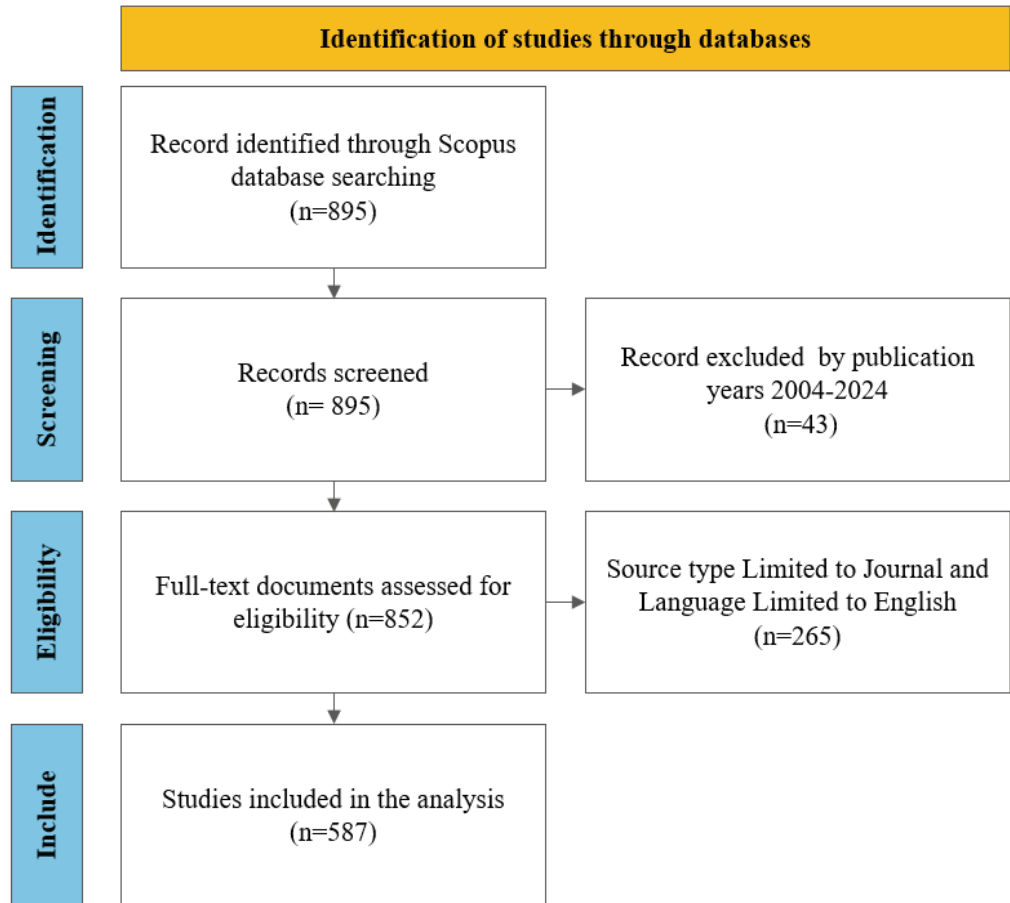 Identification of studies through databases
Identification
Record identified through Scopus
database searching
(n=895)
Screening
Records screened
(n= 895)
Record excluded  by publication
years 2004-2024
(n=43)
Eligibility
Full-text documents assessed for
eligibility (n=852)
Source type Limited to Journal and
Language Limited to English
(n=265)
Include
Studies included in the analysis
(n=587)